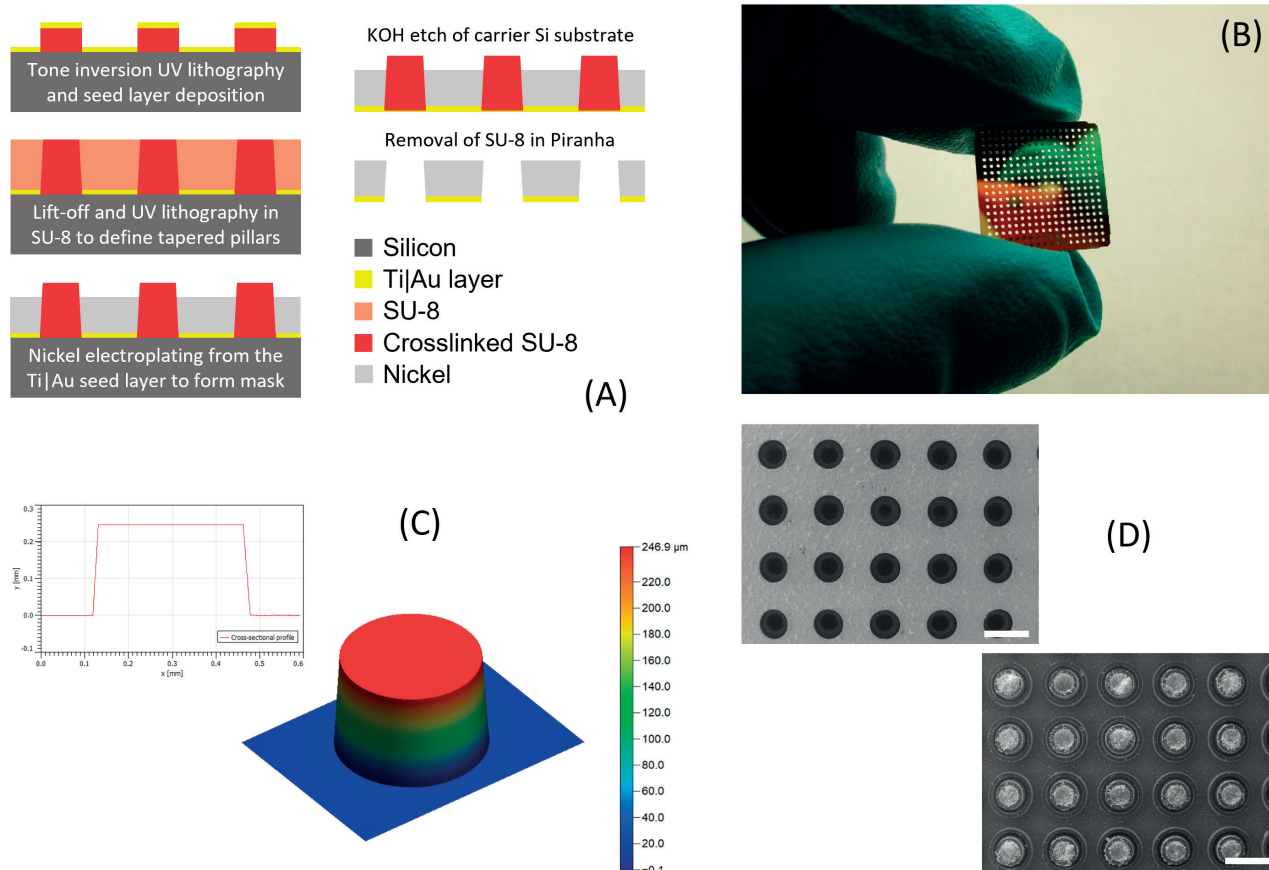 Tone inversion UV lithography
and seed layer deposition
Lift-off and UV lithography in
SU-8 to define tapered pillars
Nickel electroplating from the
Ti|Au seed layer to form mask
KOH etch of carrier Si substrate
Removal of SU-8 in Piranha
Silicon
Ti|Au layer
SU-8
Crosslinked SU-8
Nickel
(A)
(B)
(C)
0.3
0.2
0.1
0.0
-0.1
y [mm]
0.0 0.1 0.2 0.3 0.4 0.5 0.6
x [mm]
Cross-sectional profile
246.9 µm
220.0
200.0
180.0
160.0
140.0
120.0
100.0
80.0
60.0
40.0
20.0
-0.1
(D)